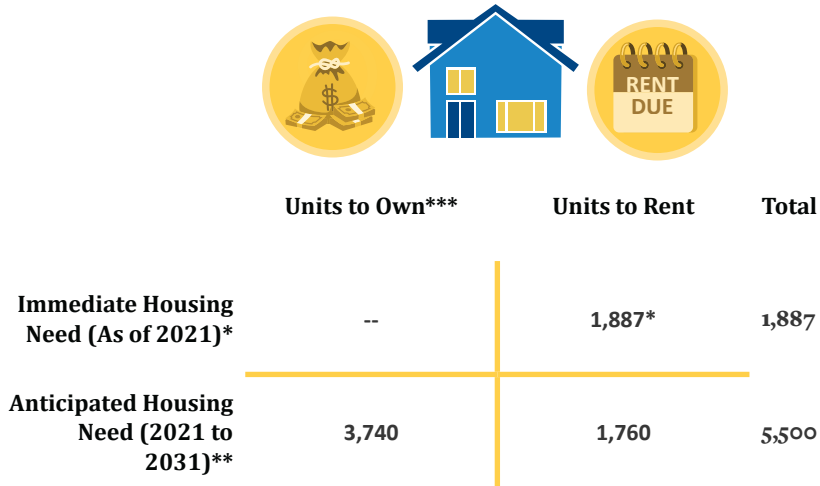 $
RENT
DUE
Units to Own*** Units to Rent Total
Immediate Housing
Need (As of 2021)* -- 1,887* 1,887
Anticipated Housing
Need (2021 to
2031)** 3,740 1,760 5,500